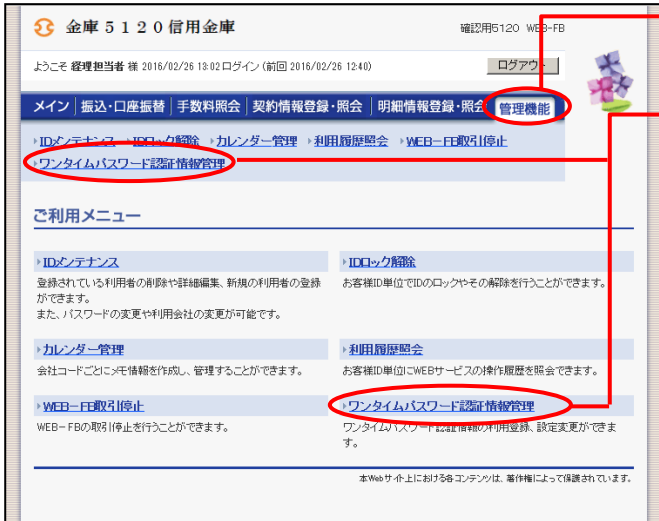 金庫5120信用金庫
確認用5120 WEB-FB
ようこそ 経理担当者 様 2016/02/26 18:02ログイン (前回 2016/02/26 12:40)
ログアウト
メイン 振込・口座振替 手数料照会 契約情報登録・照会 明細情報登録・照会 管理機能
IDメンテナンス IDロック解除 カレンダー管理 利用履歴照会 WEB-FB取引停止
ワンタイムパスワード認証情報管理
ご利用メニュー
IDメンテナンス
登録されている利用者の削除や詳細編集、新規の利用者の登録
ができます。
また、パスワードの変更や利用会社の変更が可能です。
IDロック解除
お客様ID単位でIDのロックやその解除を行うことができます。
カレンダー管理
会社コードごとにメモ情報を作成し、管理することができます。
利用履歴照会
お客様ID単位にWEBサービスの操作履歴を照会できます。
WEB-FB取引停止
WEB-FBの取引停止を行うことができます。
ワンタイムパスワード認証情報管理
ワンタイムパスワード認証情報の利用登録、設定変更ができま
す。
本Webサイト上における各コンテンツは、著作権によって保護されています。